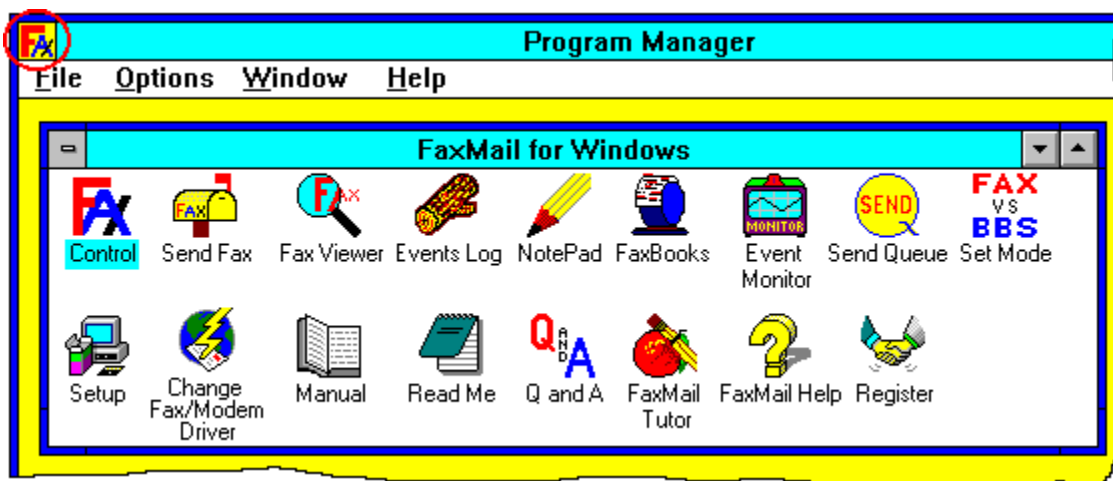 FAX
Program Manager
File Options Window Help
FaxMail for Windows
FAX
FAX
FAX
MONITOR
SEND
FAX
VS
BBS
Control Send Fax Fax Viewer Events Log NotePad FaxBooks Event Monitor Send Queue Set Mode
Q AND A
Setup Change Fax/Modem Driver Manual Read Me Q and A FaxMail Tutor FaxMail Help Register